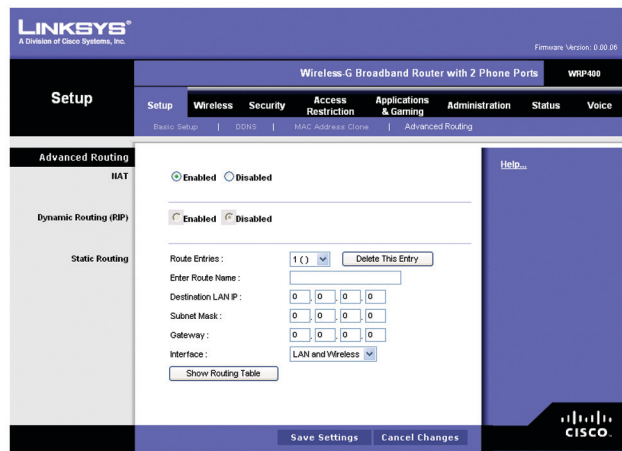 LINKSYS®
A Division of Cisco Systems, Inc.
Firmware Version: 0.00.06
Wireless-G Broadband Router with 2 Phone Ports WRP400
Setup
Setup Wireless Security Access Restriction Applications & Gaming Administration Status Voice
Basic Setup | DDNS | MAC Address Clone | Advanced Routing
Advanced Routing
Help...
NAT Enabled Disabled
Dynamic Routing (RIP) Enabled Disabled
Static Routing Route Entries : 1 ( ) Delete This Entry
Enter Route Name :
Destination LAN IP : 0 . 0 . 0 . 0
Subnet Mask : 0 . 0 . 0 . 0
Gateway : 0 . 0 . 0 . 0
Interface : LAN and Wireless
Show Routing Table
Save Settings Cancel Changes
CISCO.